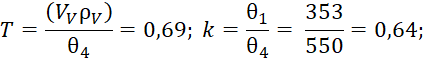 T = (V_V ρ_V) / θ_4 = 0,69; k = θ_1 / θ_4 = 353 / 550 = 0,64;